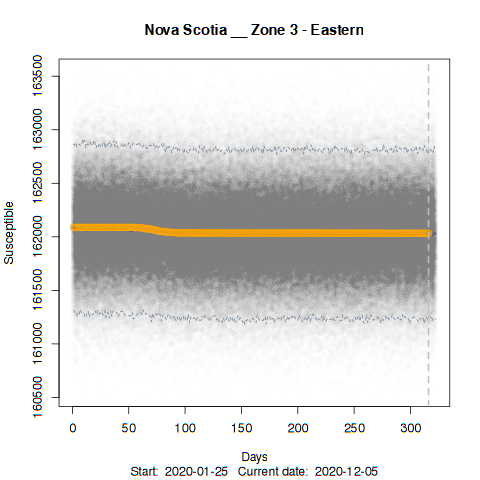 Nova Scotia __ Zone 3 - Eastern
Susceptible
163500
163000
162500
162000
161500
161000
160500
0 50 100 150 200 250 300
Days
Start: 2020-01-25 Current date: 2020-12-05